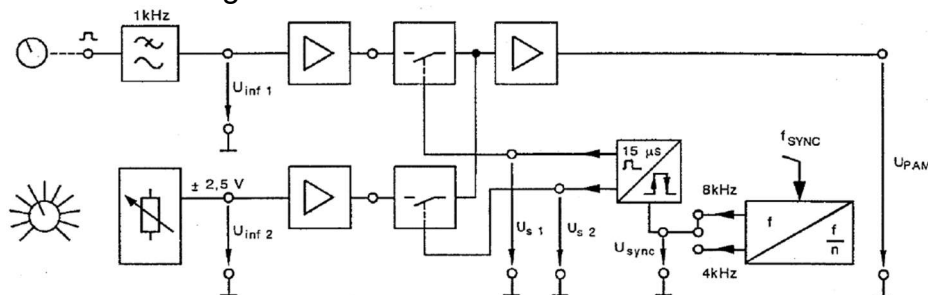 1kHz
U inf 1
15 µs
f SYNC
U PAM
± 2,5 V
8kHz
U inf 2
U s 1
U s 2
U sync
f
f
n
4kHz